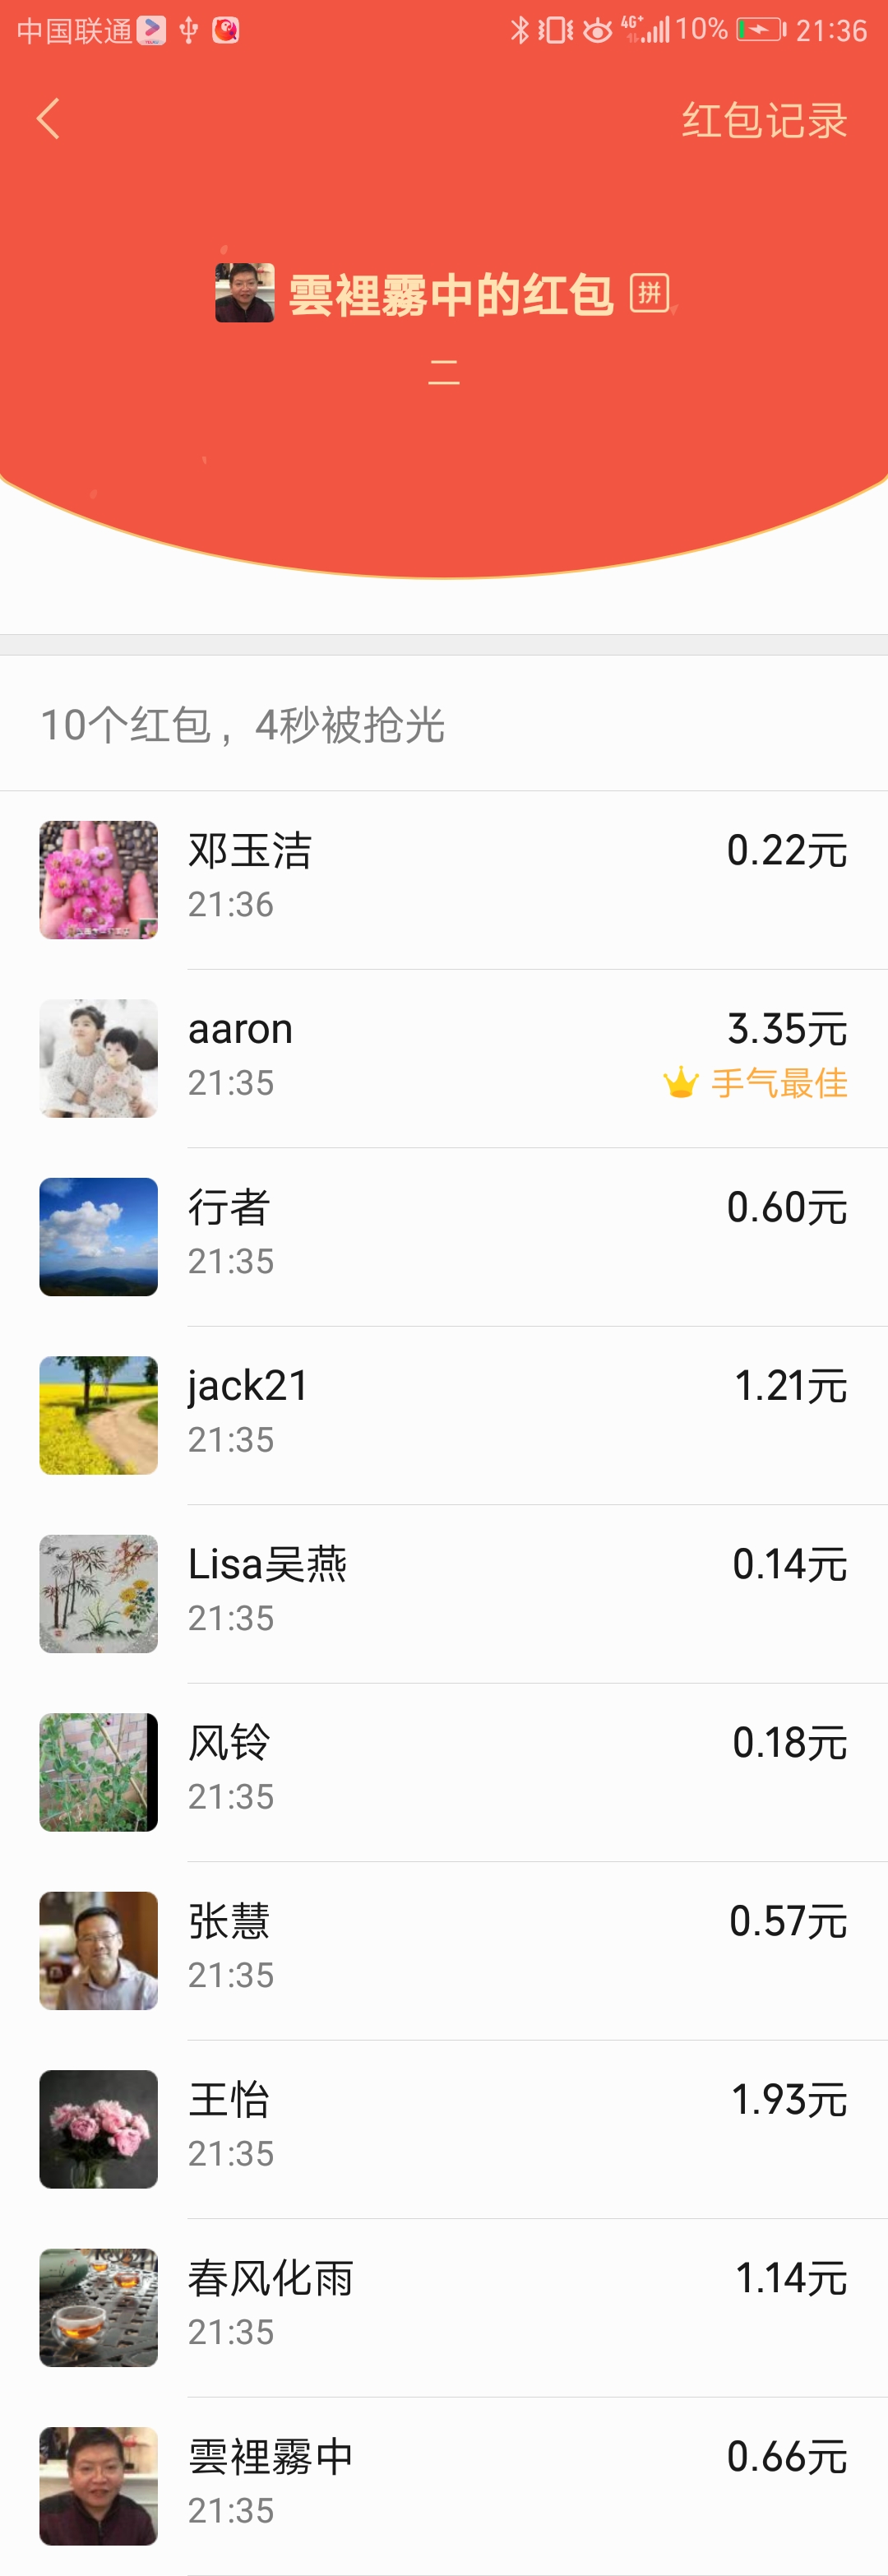 中国联通 4G+ 10% 21:36
红包记录
雲裡霧中的红包 拼
二
10个红包，4秒被抢光
邓玉洁 0.22元
21:36
aaron 3.35元
21:35 手气最佳
行者 0.60元
21:35
jack21 1.21元
21:35
Lisa吴燕 0.14元
21:35
风铃 0.18元
21:35
张慧 0.57元
21:35
王怡 1.93元
21:35
春风化雨 1.14元
21:35
雲裡霧中 0.66元
21:35